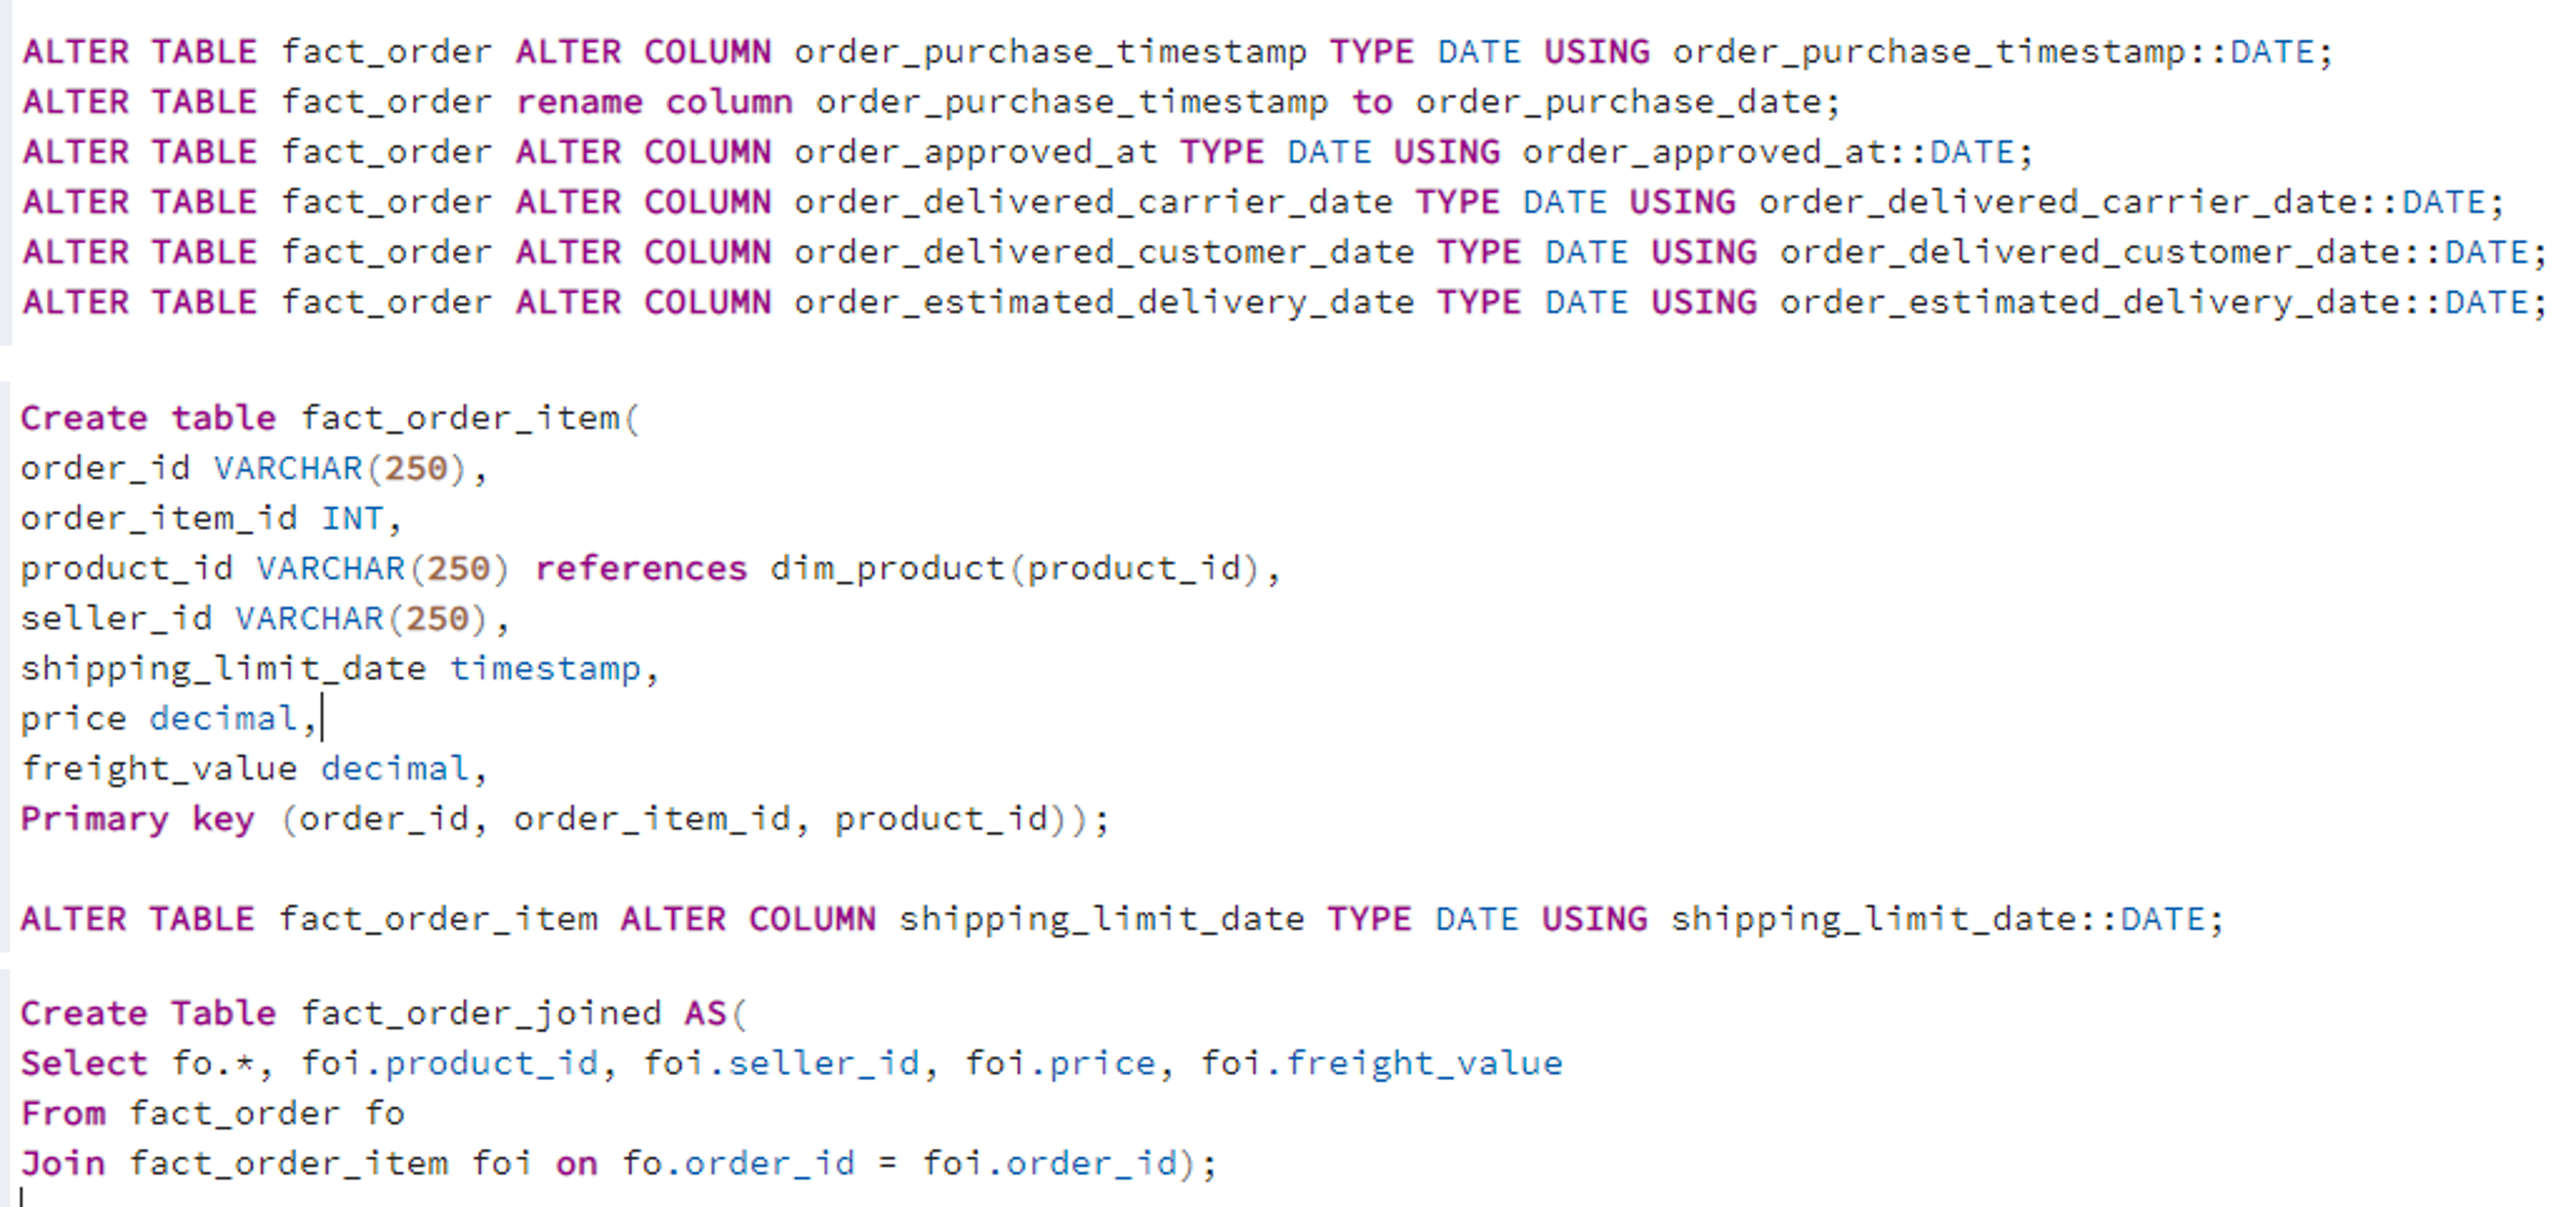 ALTER TABLE fact_order ALTER COLUMN order_purchase_timestamp TYPE DATE USING order_purchase_timestamp::DATE;
ALTER TABLE fact_order rename column order_purchase_timestamp to order_purchase_date;
ALTER TABLE fact_order ALTER COLUMN order_approved_at TYPE DATE USING order_approved_at::DATE;
ALTER TABLE fact_order ALTER COLUMN order_delivered_carrier_date TYPE DATE USING order_delivered_carrier_date::DATE;
ALTER TABLE fact_order ALTER COLUMN order_delivered_customer_date TYPE DATE USING order_delivered_customer_date::DATE;
ALTER TABLE fact_order ALTER COLUMN order_estimated_delivery_date TYPE DATE USING order_estimated_delivery_date::DATE;
Create table fact_order_item(
order_id VARCHAR(250),
order_item_id INT,
product_id VARCHAR(250) references dim_product(product_id),
seller_id VARCHAR(250),
shipping_limit_date timestamp,
price decimal,
freight_value decimal,
Primary key (order_id, order_item_id, product_id));
ALTER TABLE fact_order_item ALTER COLUMN shipping_limit_date TYPE DATE USING shipping_limit_date::DATE;
Create Table fact_order_joined AS(
Select fo.*, foi.product_id, foi.seller_id, foi.price, foi.freight_value
From fact_order fo
Join fact_order_item foi on fo.order_id = foi.order_id);